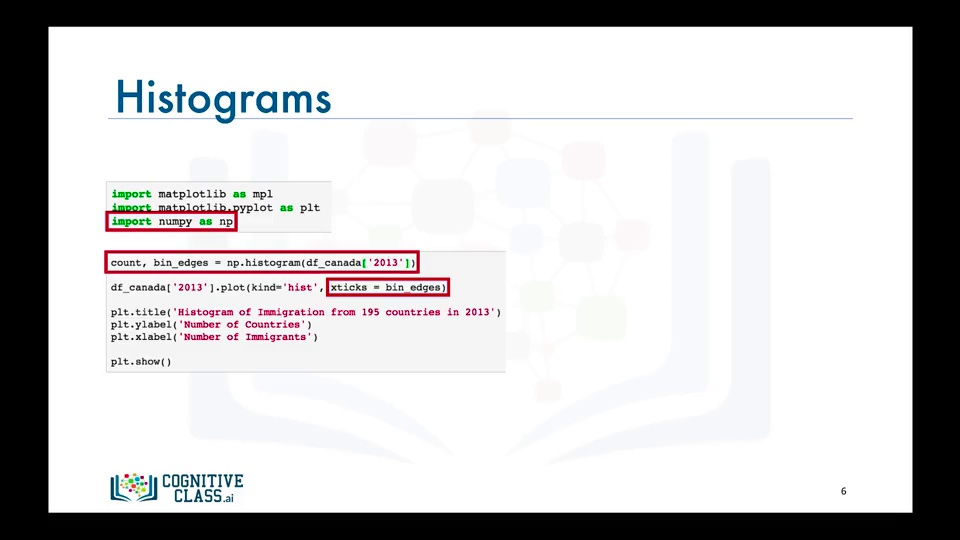 Histograms
import matplotlib as mpl
import matplotlib.pyplot as plt
import numpy as np
count, bin_edges = np.histogram(df_canada['2013'])
df_canada['2013'].plot(kind='hist', xticks = bin_edges)
plt.title('Histogram of Immigration from 195 countries in 2013')
plt.ylabel('Number of Countries')
plt.xlabel('Number of Immigrants')
plt.show()
COGNITIVE
CLASS.ai
6